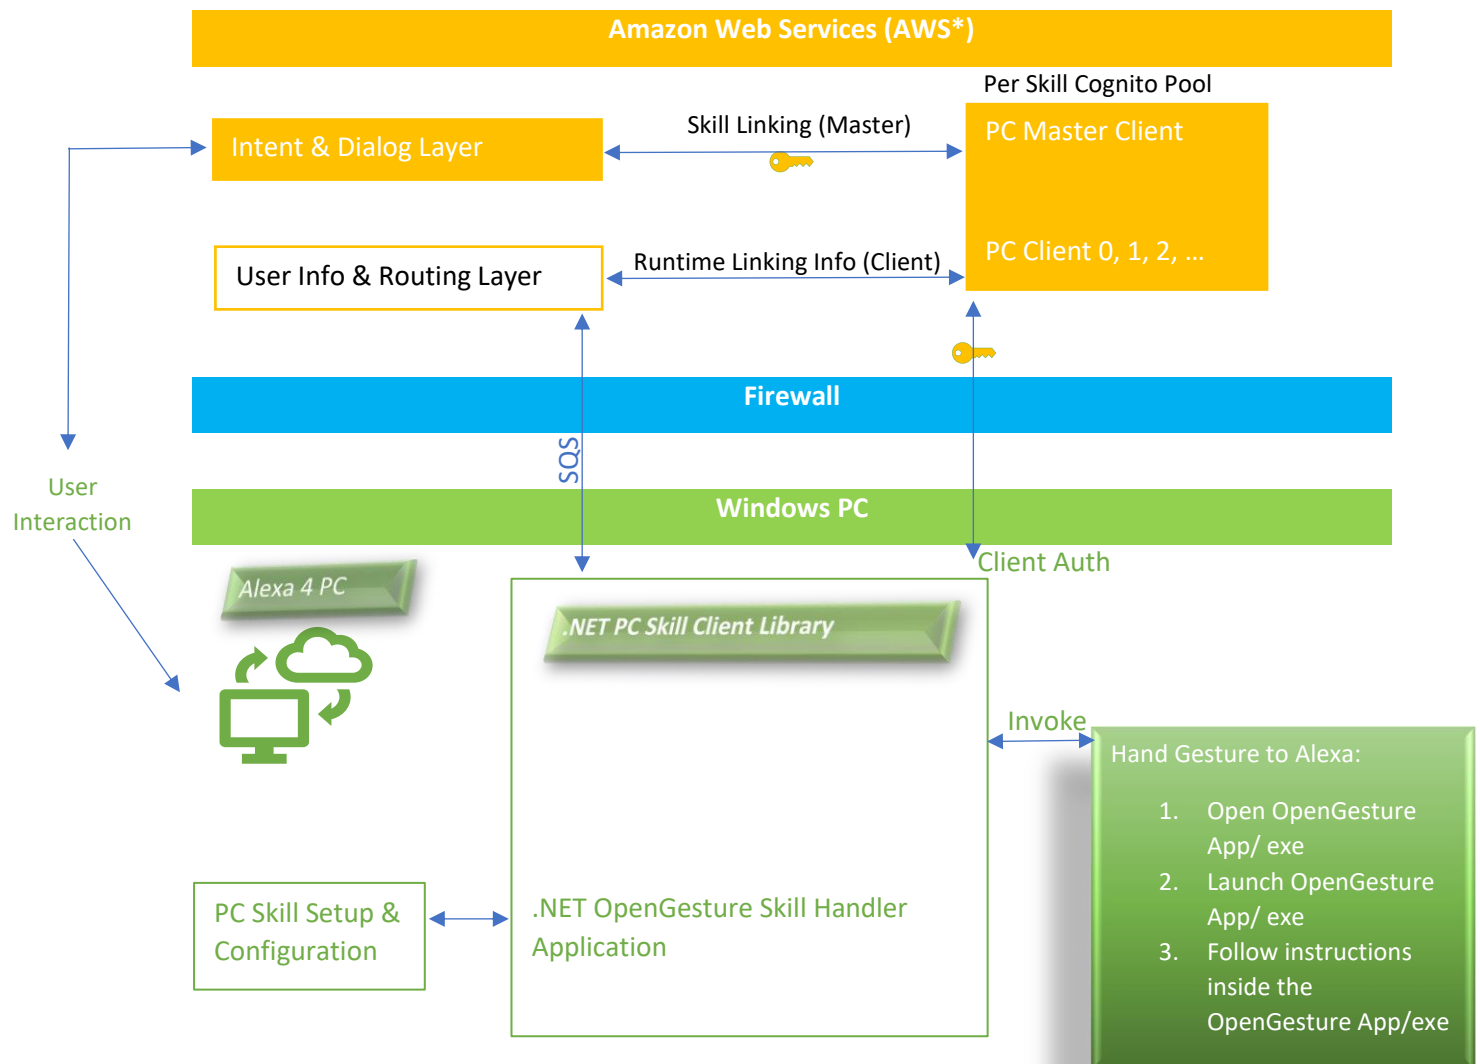 Amazon Web Services (AWS*)
Per Skill Cognito Pool
Skill Linking (Master)
PC Master Client
Intent & Dialog Layer
PC Client 0, 1, 2, ...
Runtime Linking Info (Client)
User Info & Routing Layer
Firewall
SQS
User
Interaction
Windows PC
Client Auth
Alexa 4 PC
.NET PC Skill Client Library
Invoke
Hand Gesture to Alexa:
1. Open OpenGesture
App/ exe
2. Launch OpenGesture
App/ exe
3. Follow instructions
inside the
OpenGesture App/exe
PC Skill Setup &
Configuration
.NET OpenGesture Skill Handler
Application